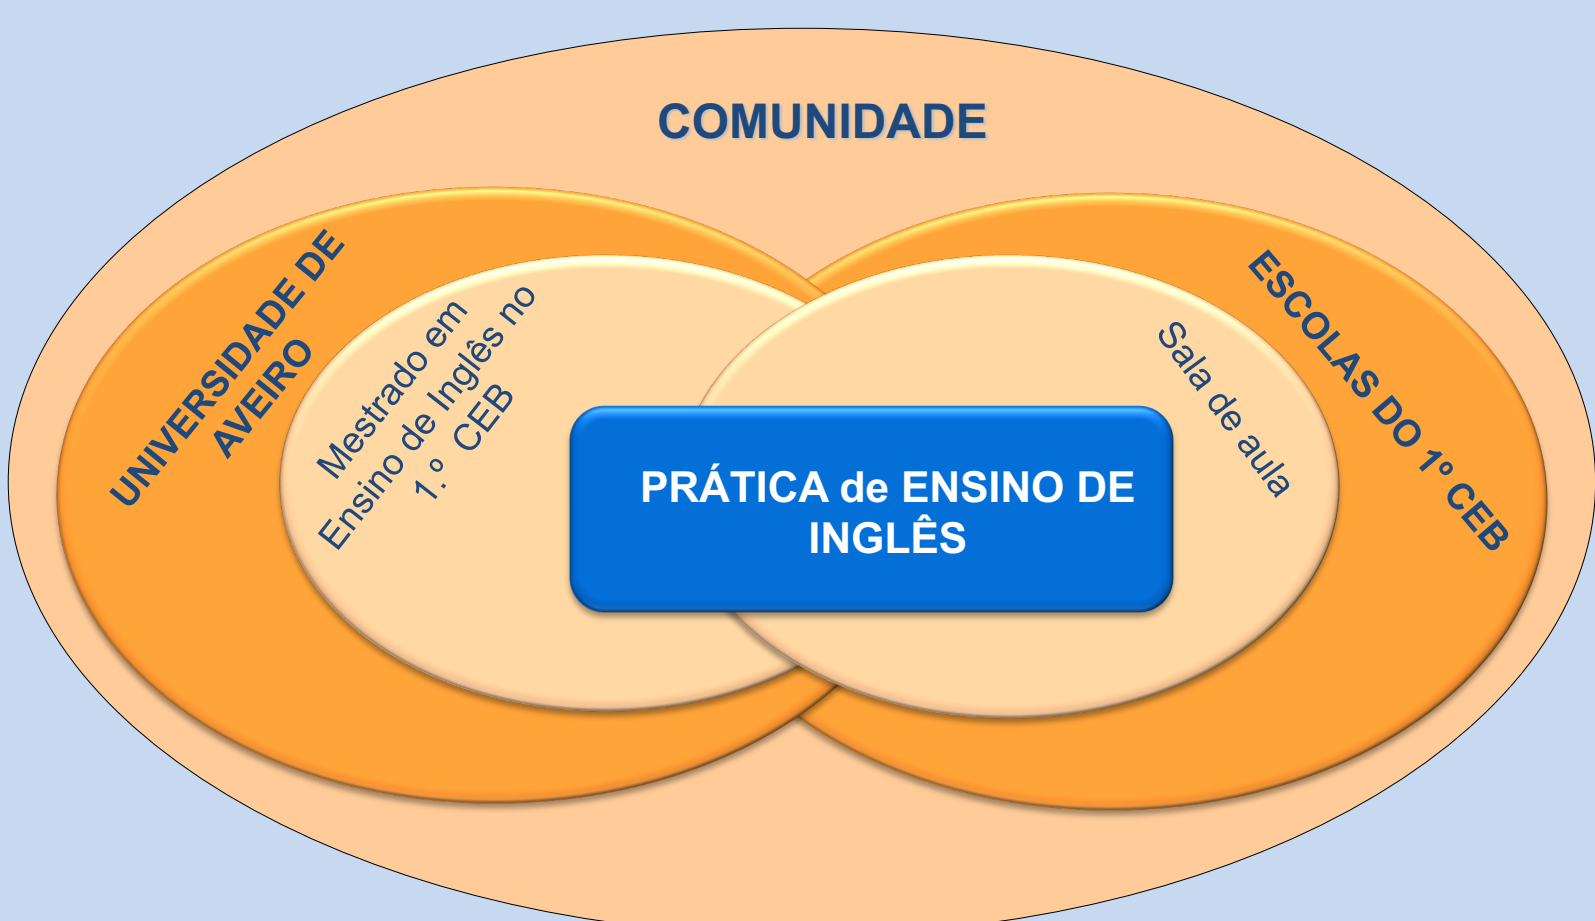 COMUNIDADE
UNIVERSIDADE DE
AVEIRO
Mestrado em
Ensino de Inglês no
1.º CEB
PRÁTICA de ENSINO DE
INGLÊS
Sala de aula
ESCOLAS DO 1º CEB